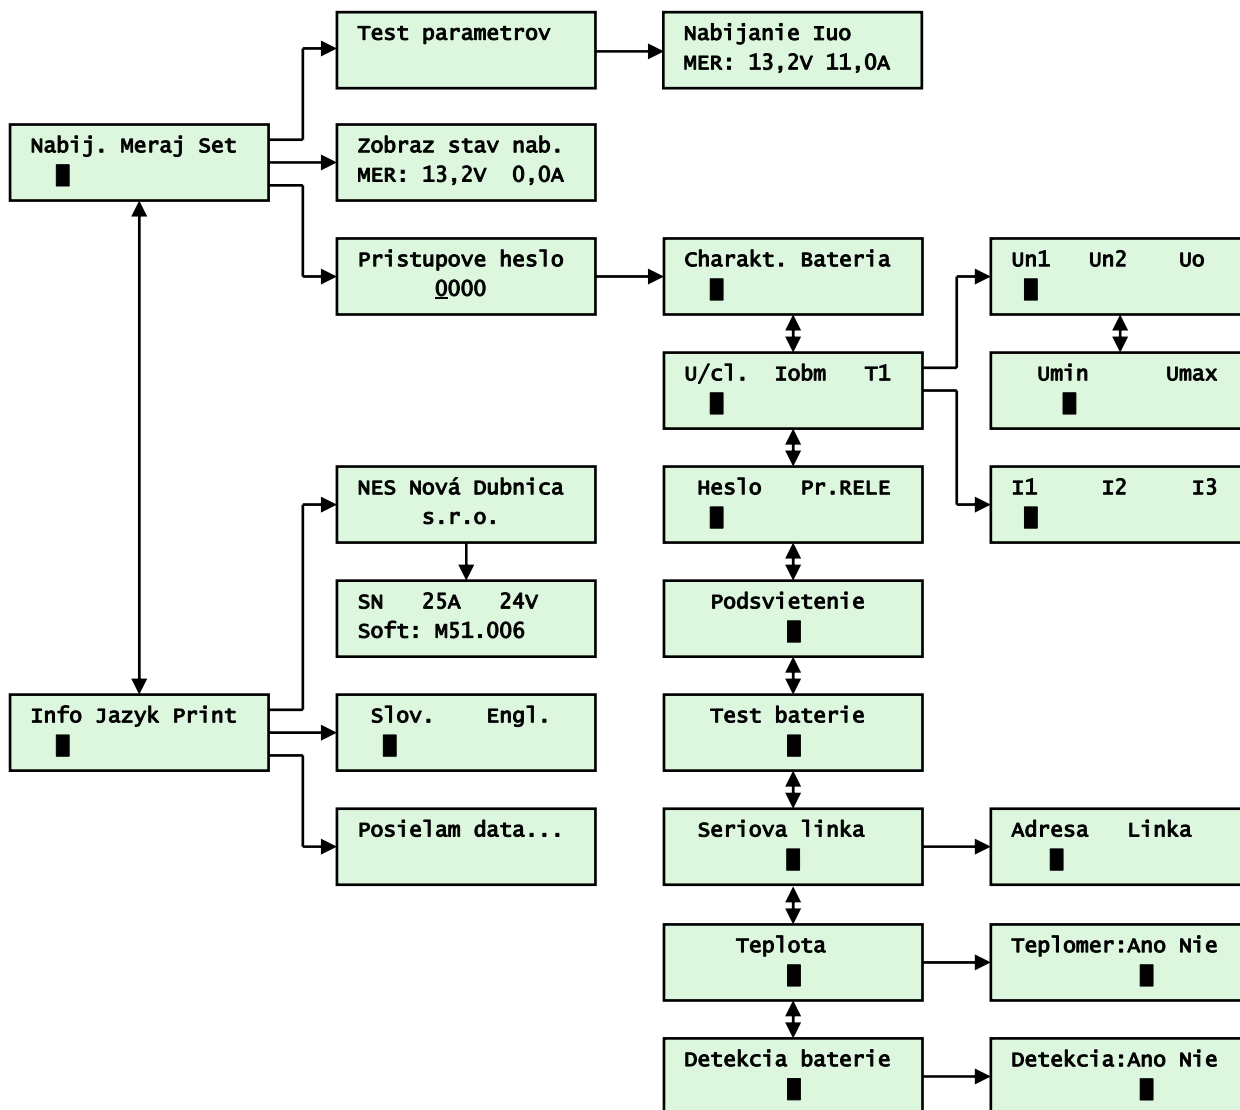 Test parametrov
Nabijanie Iuo
MER: 13,2V 11,0A
Nabij. Meraj Set
Zobraz stav nab.
MER: 13,2V 0,0A
Pristupove heslo
0000
Charakt. Bateria
Un1 Un2 Uo
U/cl. Iobm T1
Umin Umax
NES Nová Dubnica
s.r.o.
Heslo Pr.RELE
I1 I2 I3
SN 25A 24V
Soft: M51.006
Podsvietenie
Info Jazyk Print
Slov. Engl.
Test baterie
Posielam data...
Seriova linka
Adresa Linka
Teplota
Teplomer:Ano Nie
Detekcia baterie
Detekcia:Ano Nie